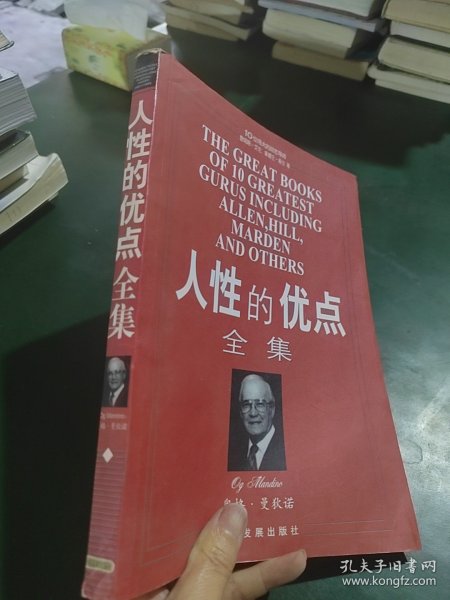 人性的优点全集
Og Mandino
THE GREAT BOOKS
OF 10 GREATEST
GURUS INCLUDING
ALLEN,HILL,
MARDEN
AND OTHERS
人性的优点
全集
Og Mandino
·曼狄诺
发展出版社
孔夫子旧书网
www.kongfz.com